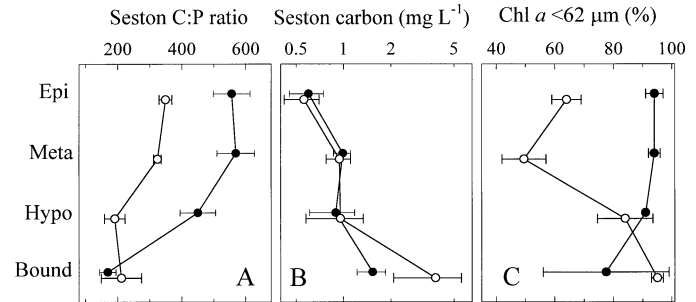 Seston C:P ratio Seston carbon (mg L⁻¹) Chl a <62 µm (%)
200 400 600 0.5 1 2 5 40 60 80 100
Epi
Meta
Hypo
Bound
A B C